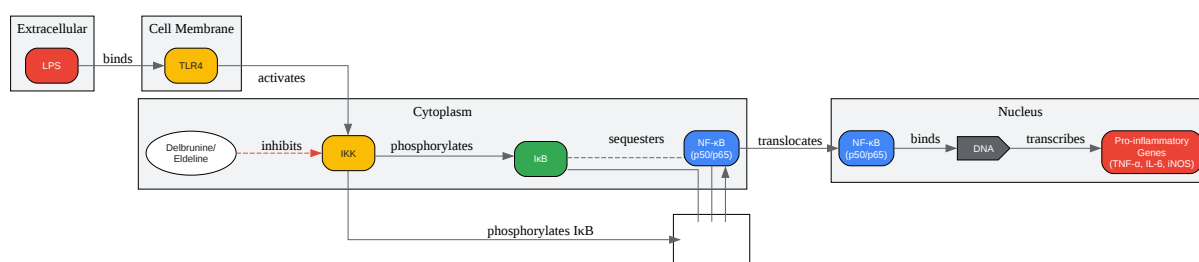 Extracellular
LPS
binds
Cell Membrane
TLR4
activates
Cytoplasm
Delbrunine/
Eldeline
inhibits
IKK
phosphorylates
IκB
sequesters
NF-κB
(p50/p65)
translocates
Nucleus
NF-κB
(p50/p65)
binds
DNA
transcribes
Pro-inflammatory
Genes
(TNF-α, IL-6, iNOS)
phosphorylates IκB